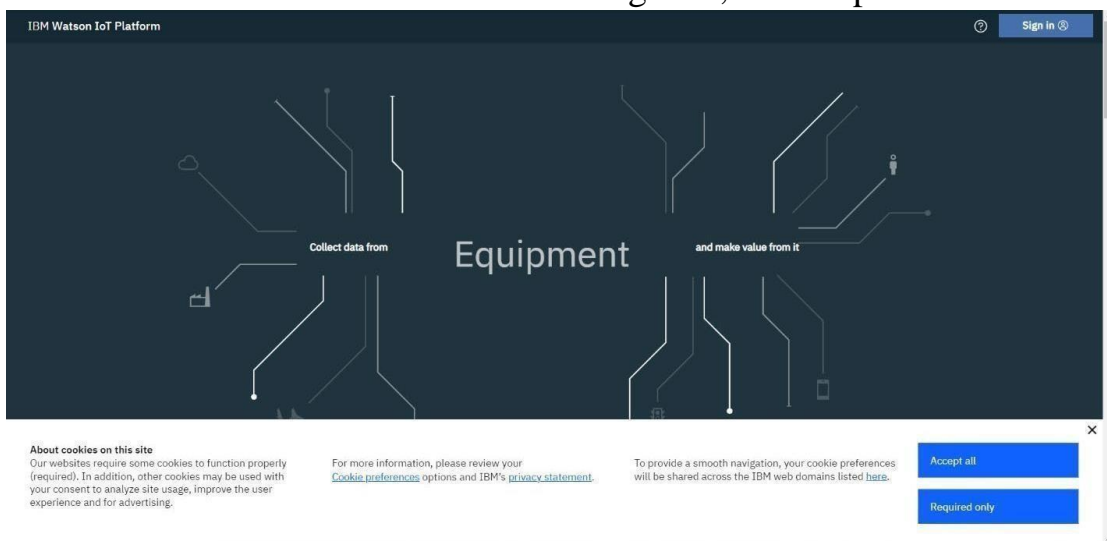 IBM Watson IoT Platform
Sign in
Collect data from
Equipment
and make value from it
About cookies on this site
Our websites require some cookies to function properly
(required). In addition, other cookies may be used with
your consent to analyze site usage, improve the user
experience and for advertising.
For more information, please review your
Cookie preferences options and IBM's privacy statement.
To provide a smooth navigation, your cookie preferences
will be shared across the IBM web domains listed here.
Accept all
Required only